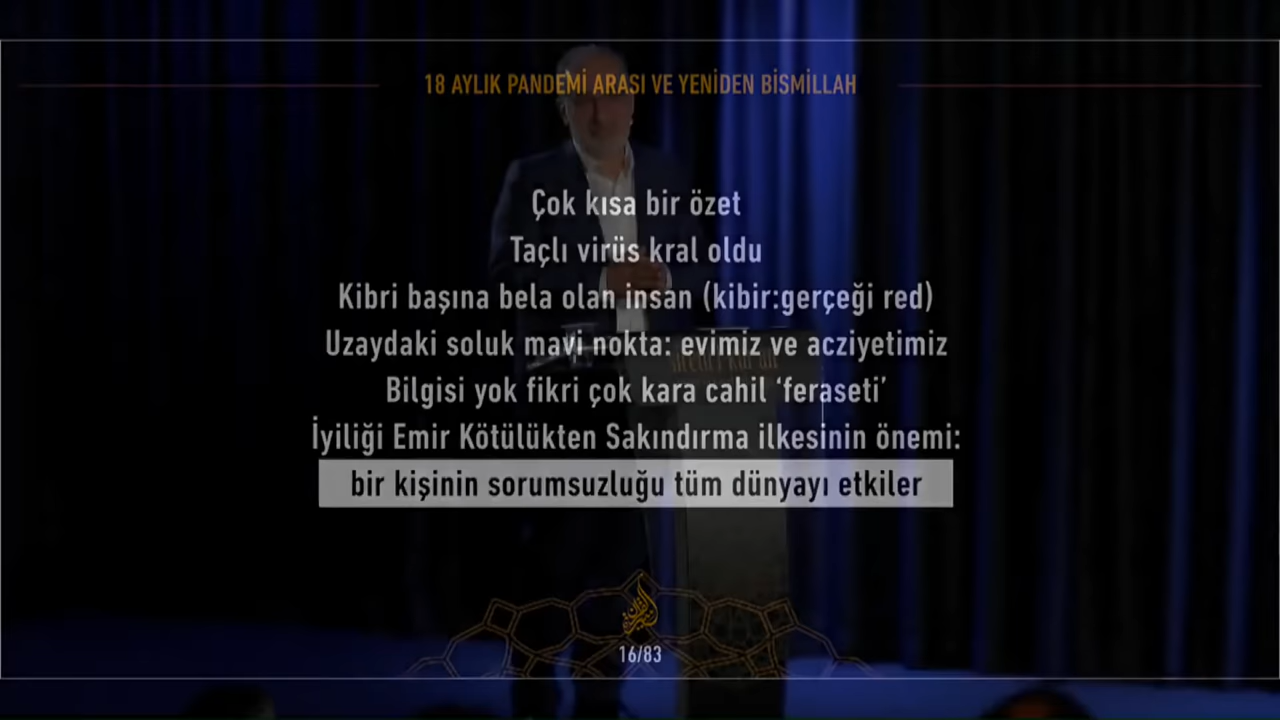 18 AYLIK PANDEMİ ARASI VE YENİDEN BİSMİLLAH
Çok kısa bir özet
Taçlı virüs kral oldu
Kibri başına bela olan insan (kibir:gerçeği red)
Uzaydaki soluk mavi nokta: evimiz ve acziyetimiz
Bilgisi yok fikri çok kara cahil ‘feraseti’
İyiliği Emir Kötülükten Sakındırma ilkesinin önemi:
bir kişinin sorumsuzluğu tüm dünyayı etkiler
16/83